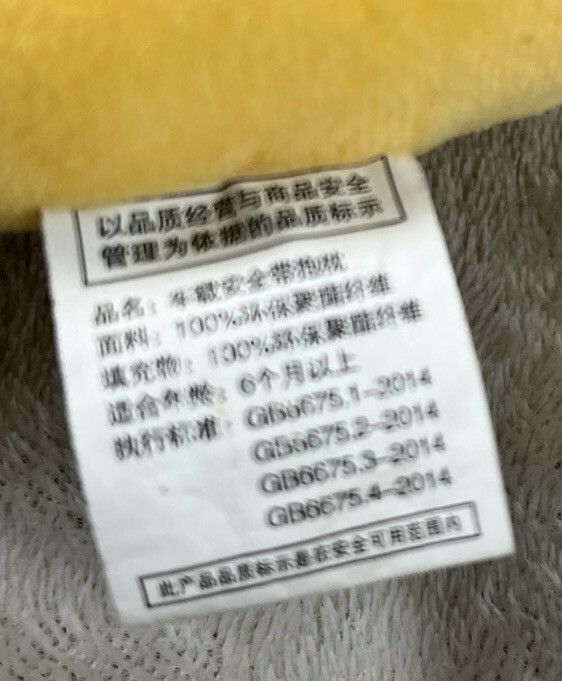 以品质经营与商品安全
管理为依据的品质标示
品名：车载安全带狗枕
面料：100%环保聚酯纤维
填充物：100%环保聚酯纤维
适合年龄：6个月以上
执行标准：GB6675.1-2014
GB6675.2-2014
GB6675.3-2014
GB6675.4-2014
此产品品质标示是在安全可用范围内